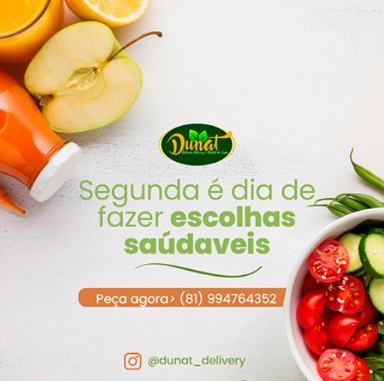 Dunat
Segunda é dia de
fazer escolhas
saúdaveis
Peça agora> (81) 994764352
@dunat_delivery